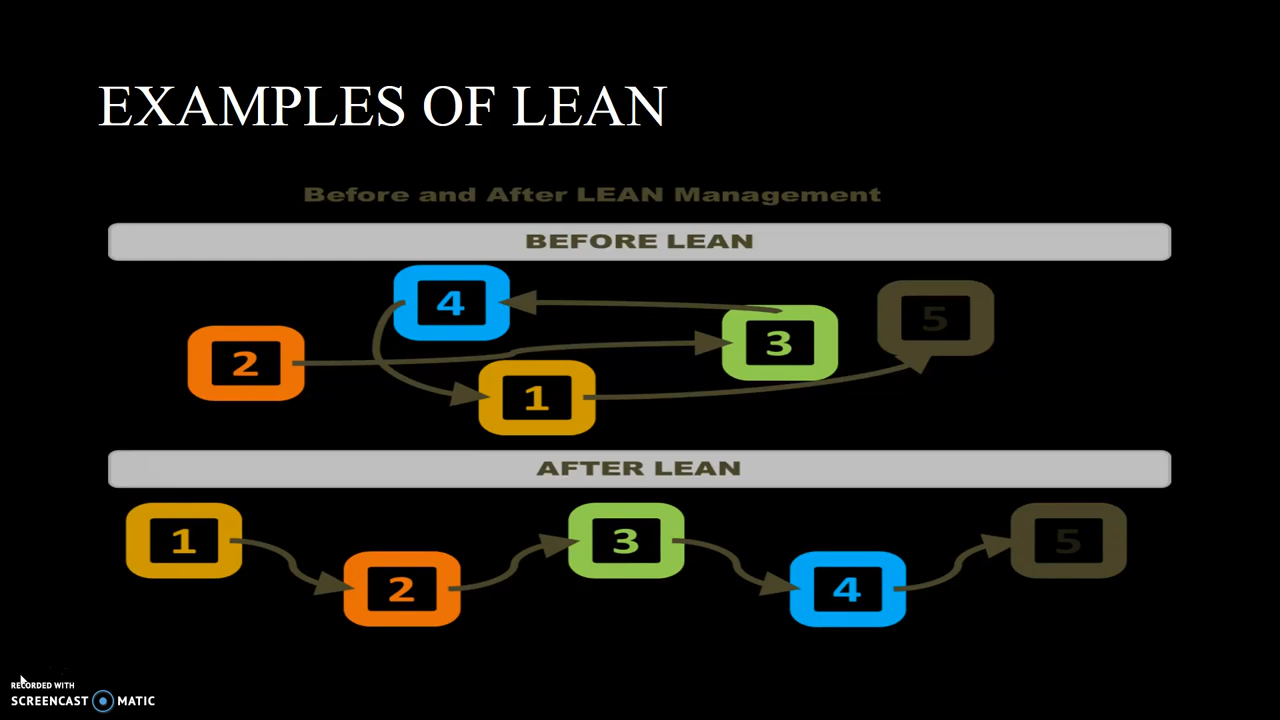 EXAMPLES OF LEAN
Before and After LEAN Management
BEFORE LEAN
4
5
3
2
1
AFTER LEAN
1
3
5
2
4
RECORDED WITH
SCREENCAST MATIC